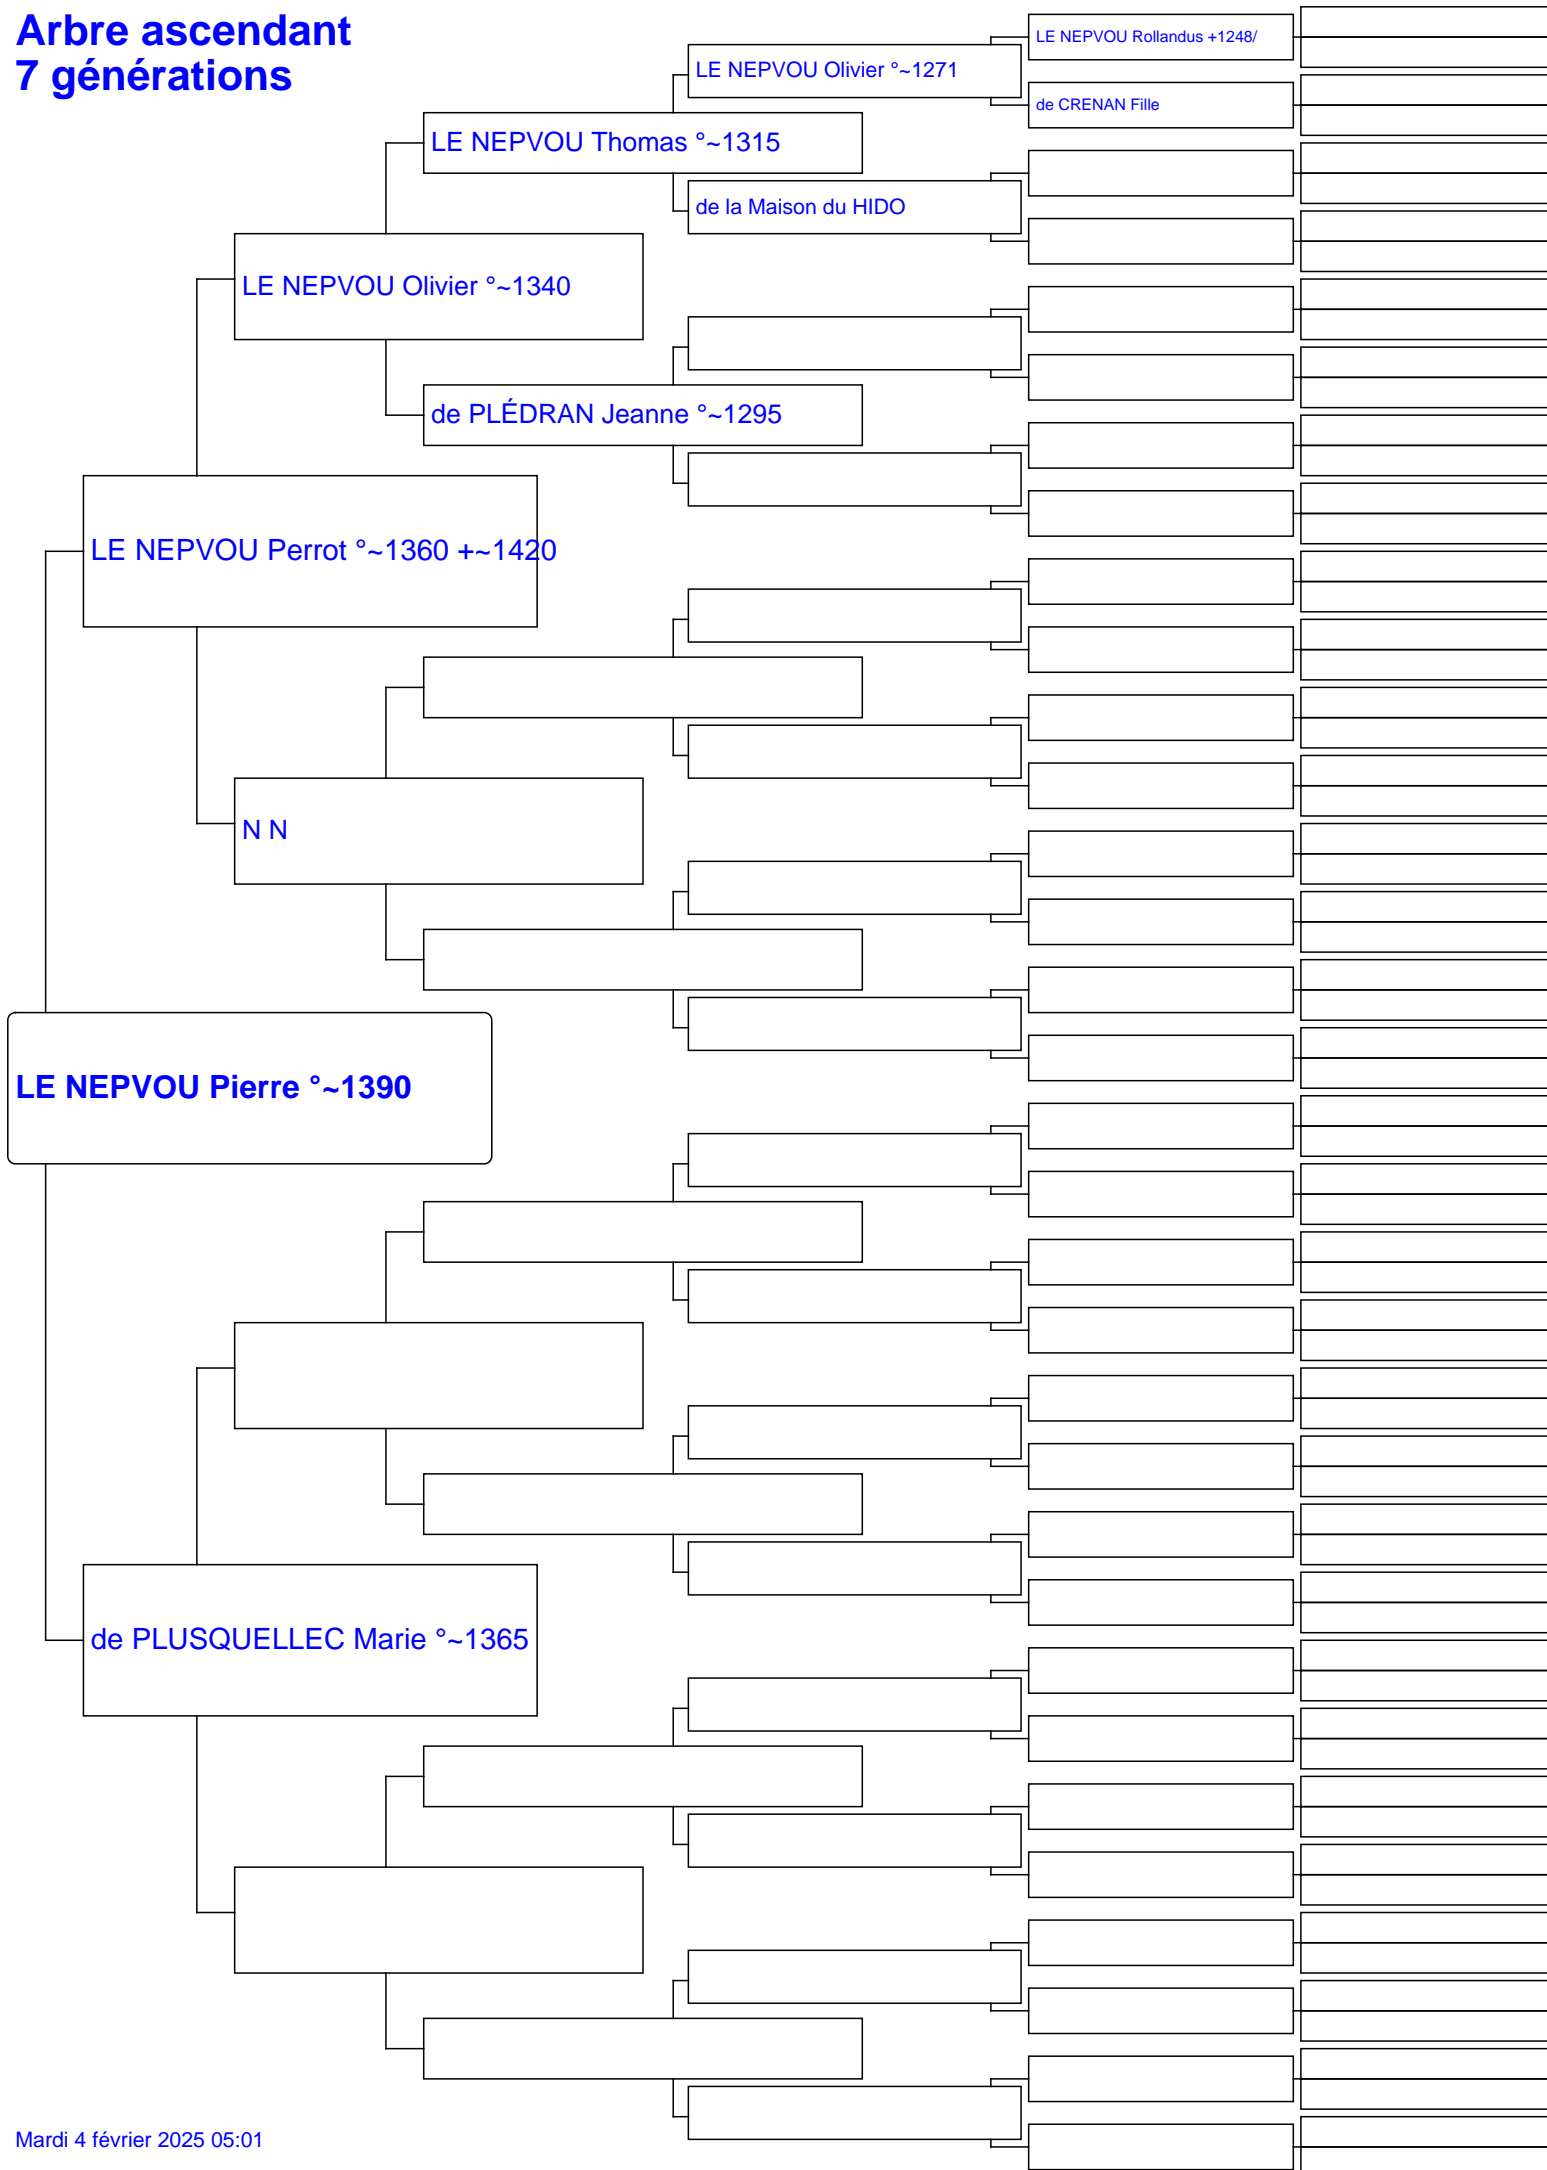 Arbre ascendant
7 générations
LE NEPVOU Rollandus +1248/
LE NEPVOU Olivier °~1271
de CRENAN Fille
LE NEPVOU Thomas °~1315
de la Maison du HIDO
LE NEPVOU Olivier °~1340
de PLÉDRAN Jeanne °~1295
LE NEPVOU Perrot °~1360 +~1420
N N
LE NEPVOU Pierre °~1390
de PLUSQUELLEC Marie °~1365
Mardi 4 février 2025 05:01